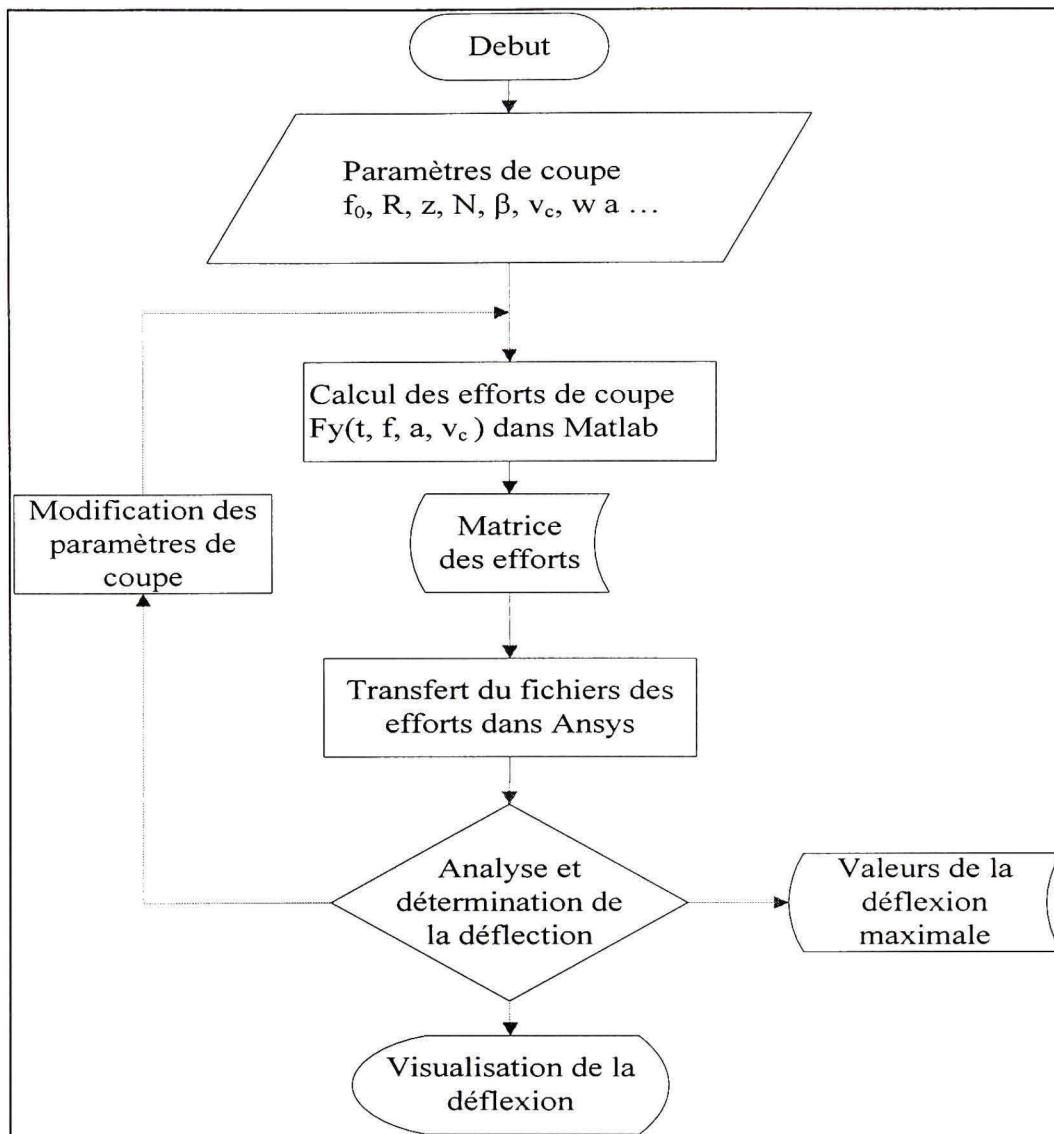 Debut
Paramètres de coupe
f₀, R, z, N, β, v_c, w a ...
Calcul des efforts de coupe
Fy(t, f, a, v_c ) dans Matlab
Modification des
paramètres de
coupe
Matrice
des efforts
Transfert du fichiers des
efforts dans Ansys
Analyse et
détermination de
la déflection
Valeurs de la
déflexion
maximale
Visualisation de la
déflexion